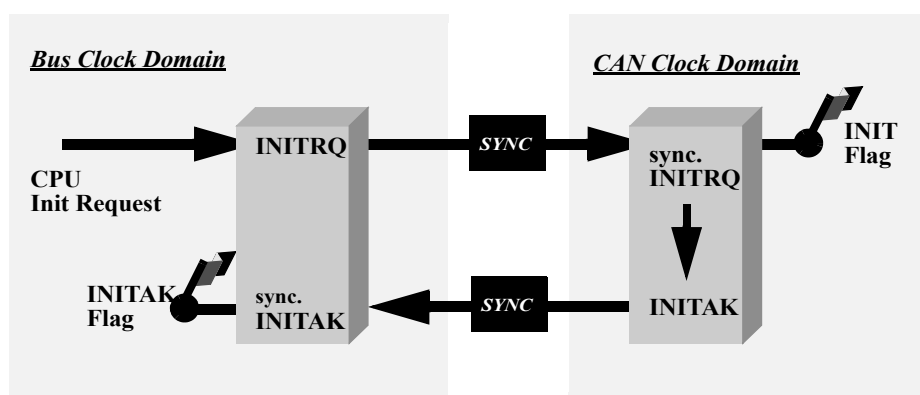 Bus Clock Domain
CAN Clock Domain
INITRQ
SYNC
sync.
INITRQ
INIT
Flag
CPU
Init Request
INITAK
Flag
sync.
INITAK
SYNC
INITAK